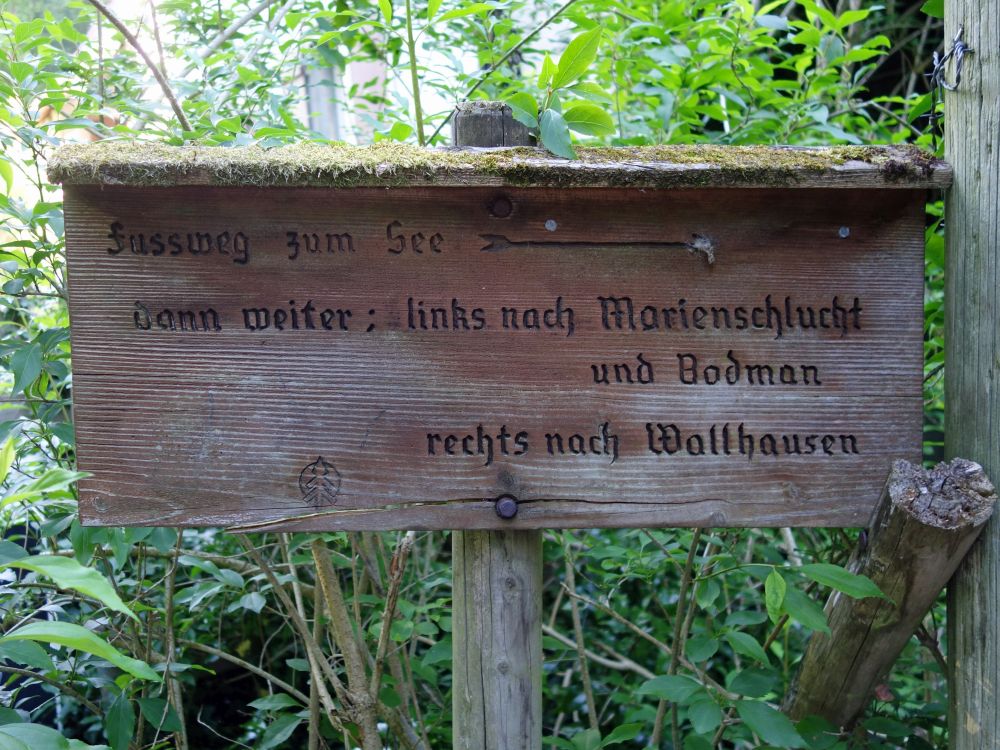 Fussweg zum See
dann weiter: links nach Marienschlucht
und Bodman
rechts nach Wallhausen